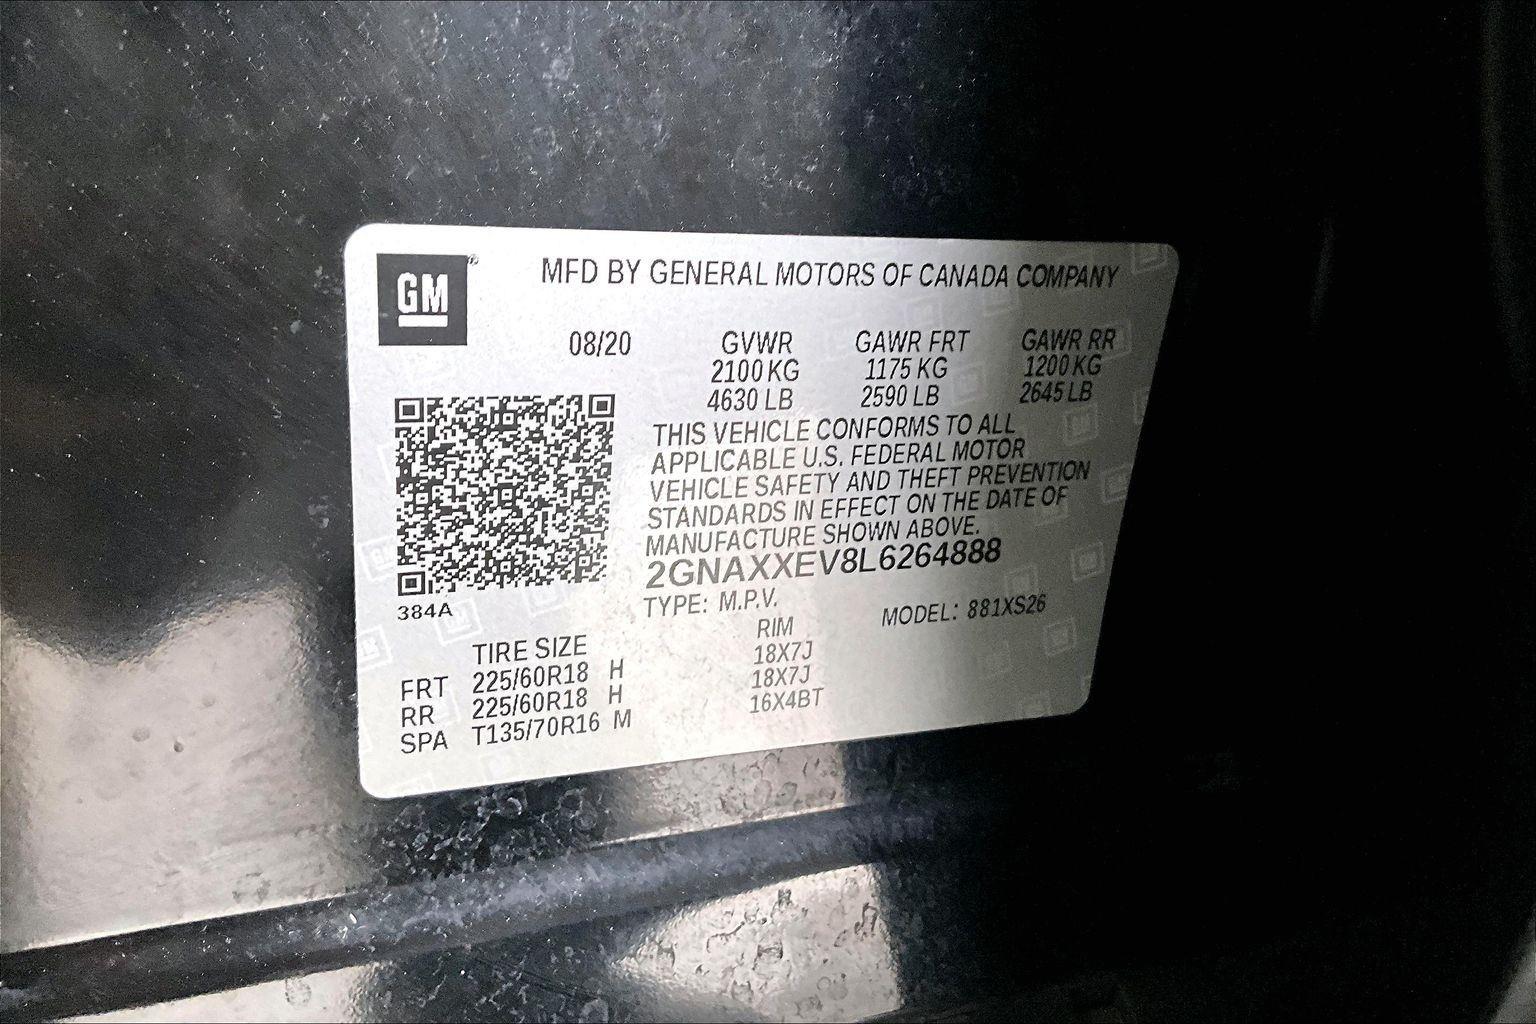 GM
MFD BY GENERAL MOTORS OF CANADA COMPANY
08/20 GVWR GAWR FRT GAWR RR
2100 KG 1175 KG 1200 KG
4630 LB 2590 LB 2645 LB
THIS VEHICLE CONFORMS TO ALL
APPLICABLE U.S. FEDERAL MOTOR
VEHICLE SAFETY AND THEFT PREVENTION
STANDARDS IN EFFECT ON THE DATE OF
MANUFACTURE SHOWN ABOVE.
2GNAXXEV8L6264888
384A
TYPE: M.P.V. MODEL: 881XS26
TIRE SIZE RIM
FRT 225/60R18 H 18X7J
RR 225/60R18 H 18X7J
SPA T135/70R16 M 16X4BT